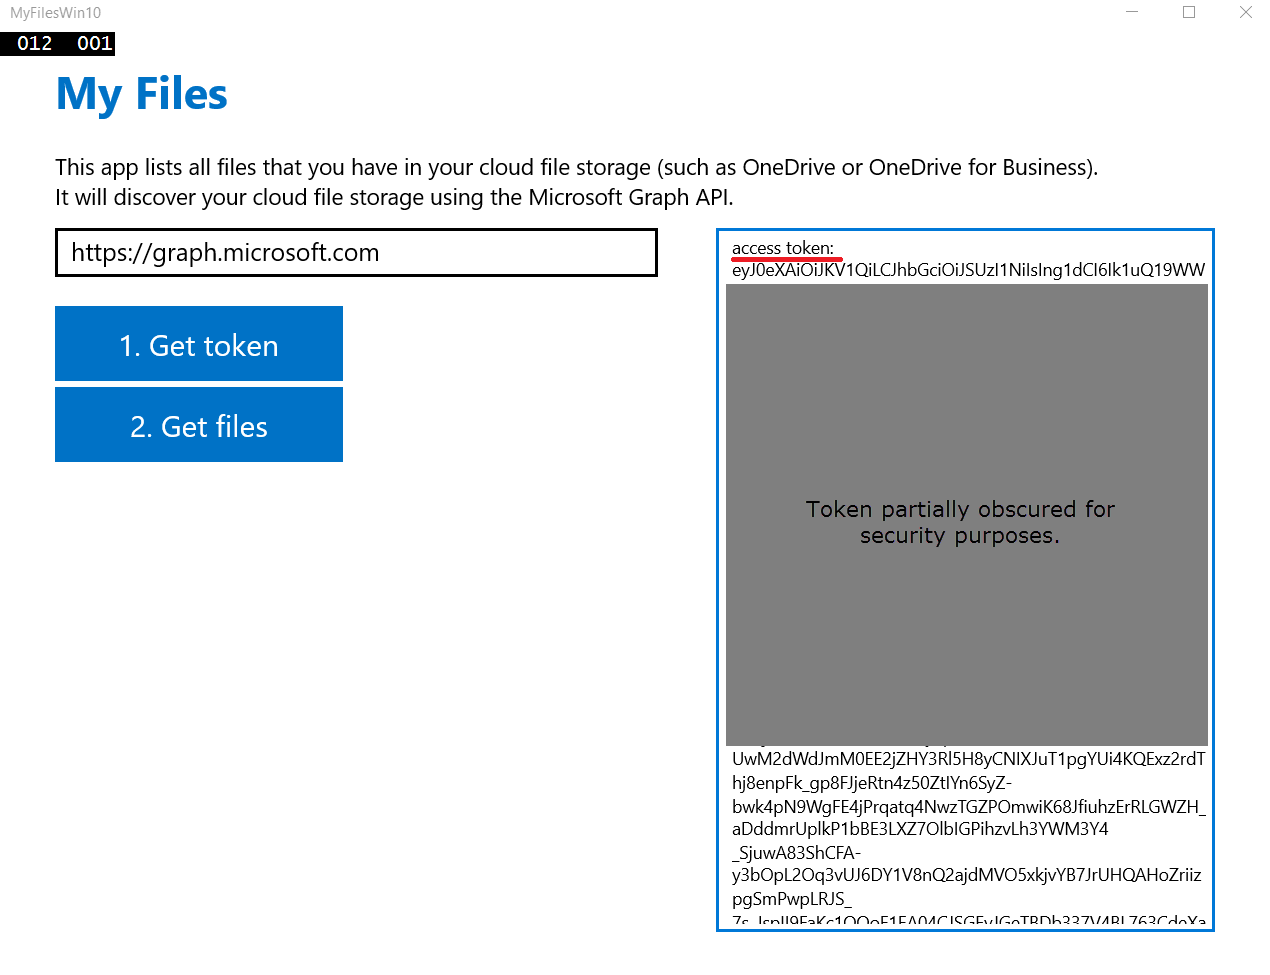 MyFilesWin10
012 001
My Files
This app lists all files that you have in your cloud file storage (such as OneDrive or OneDrive for Business).
It will discover your cloud file storage using the Microsoft Graph API.
https://graph.microsoft.com
1. Get token
2. Get files
access token:
eyJ0eXAiOiJKV1QiLCJhbGciOiJSUzI1NiIsIng1dCI6Ik1uQ19WW
Token partially obscured for
security purposes.
UwM2dWdJmM0EE2jZHY3Rl5H8yCNIXJuT1pgYUi4KQExz2rdT
hj8enpFk_gp8FJjeRtn4z50ZtlYn6SyZ-
bwk4pN9WgFE4jPrqatq4NwzTGZPOmwiK68JfiuhzErRLGWZH_
aDddmrUplkP1bBE3LXZ7OlbIGPihzvLh3YWM3Y4
_SjuwA83ShCFA-
y3bOpL2Oq3vUJ6DY1V8nQ2ajdMVO5xkjvYB7JrUHQAHoZriiz
pgSmPwpLRJS_